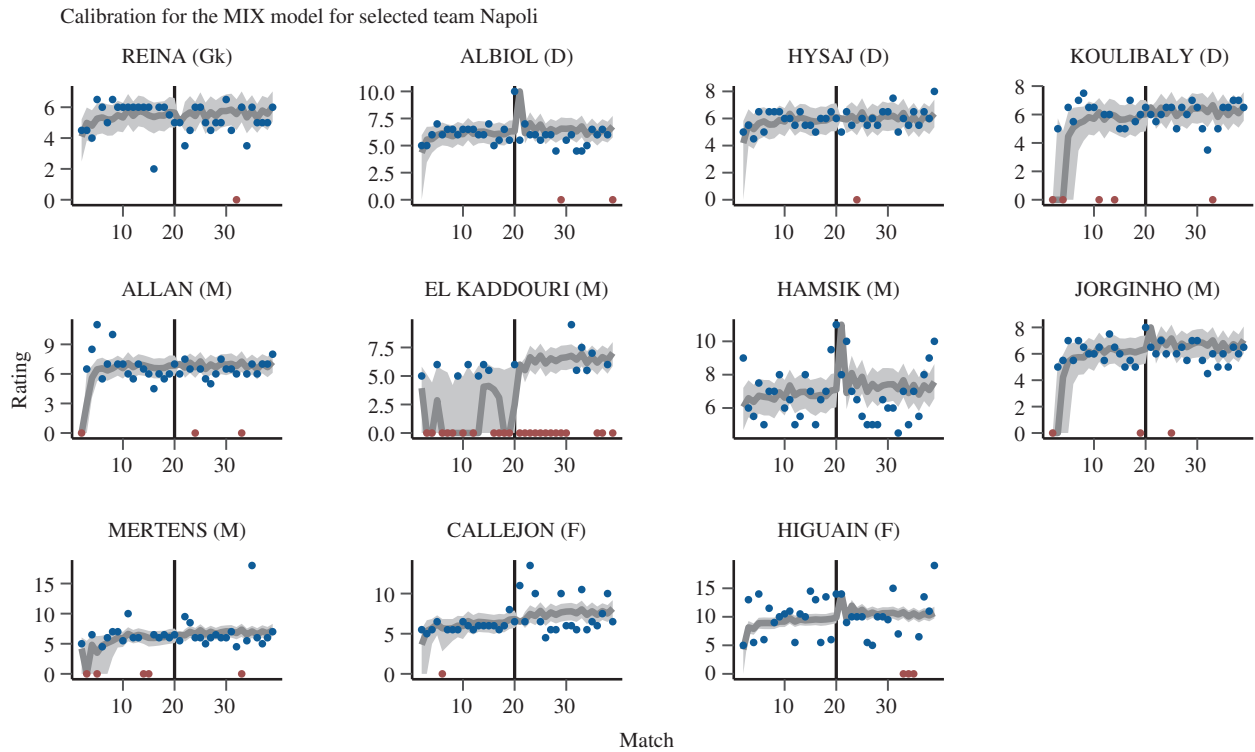 Calibration for the MIX model for selected team Napoli
REINA (Gk)
ALBIOL (D)
HYSAJ (D)
KOULIBALY (D)
6
4
2
0
10 20 30
10.0
7.5
5.0
2.5
0.0
10 20 30
8
6
4
2
0
10 20 30
8
6
4
2
0
10 20 30
ALLAN (M)
EL KADDOURI (M)
HAMSIK (M)
JORGINHO (M)
Rating
9
6
3
0
10 20 30
7.5
5.0
2.5
0.0
10 20 30
10
8
6
10 20 30
8
6
4
2
0
10 20 30
MERTENS (M)
CALLEJON (F)
HIGUAIN (F)
15
10
5
0
10 20 30
10
5
0
10 20 30
15
10
5
0
10 20 30
Match